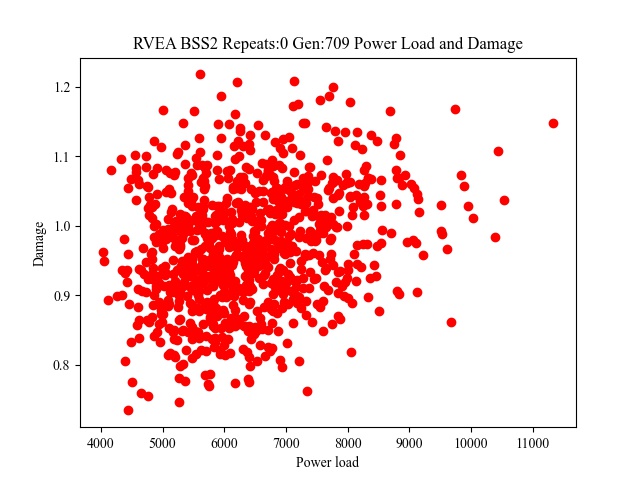 RVEA BSS2 Repeats:0 Gen:709 Power Load and Damage
1.2
1.1
1.0
0.9
0.8
Damage
4000 5000 6000 7000 8000 9000 10000 11000
Power load